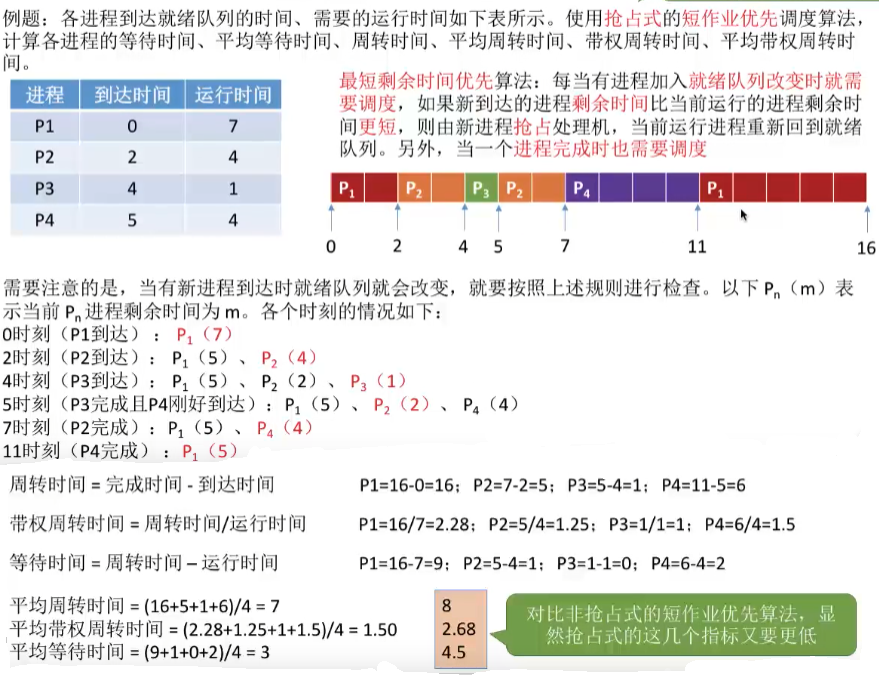 例题：各进程到达就绪队列的时间、需要的运行时间如下表所示。使用抢占式的短作业优先调度算法，
计算各进程的等待时间、平均等待时间、周转时间、平均周转时间、带权周转时间、平均带权周转时
间。
进程 到达时间 运行时间
P1 0 7
P2 2 4
P3 4 1
P4 5 4
最短剩余时间优先算法：每当有进程加入就绪队列改变时就需
要调度，如果新到达的进程剩余时间比当前运行的进程剩余时
间更短，则由新进程抢占处理机，当前运行进程重新回到就绪
队列。另外，当一个进程完成时也需要调度
P₁ P₂ P₃ P₂ P₄ P₁
0 2 4 5 7 11 16
需要注意的是，当有新进程到达时就绪队列就会改变，就要按照上述规则进行检查。以下 Pₙ（m）表
示当前 Pₙ 进程剩余时间为 m。各个时刻的情况如下：
0时刻（P1到达）：P₁（7）
2时刻（P2到达）：P₁（5）、P₂（4）
4时刻（P3到达）：P₁（5）、P₂（2）、P₃（1）
5时刻（P3完成且P4刚好到达）：P₁（5）、P₂（2）、P₄（4）
7时刻（P2完成）：P₁（5）、P₄（4）
11时刻（P4完成）：P₁（5）
周转时间 = 完成时间 - 到达时间 P1=16-0=16；P2=7-2=5；P3=5-4=1；P4=11-5=6
带权周转时间 = 周转时间/运行时间 P1=16/7=2.28；P2=5/4=1.25；P3=1/1=1；P4=6/4=1.5
等待时间 = 周转时间 – 运行时间 P1=16-7=9；P2=5-4=1；P3=1-1=0；P4=6-4=2
平均周转时间 = (16+5+1+6)/4 = 7
平均带权周转时间 = (2.28+1.25+1+1.5)/4 = 1.50
平均等待时间 = (9+1+0+2)/4 = 3
8
2.68
4.5
对比非抢占式的短作业优先算法，显
然抢占式的这几个指标又要更低